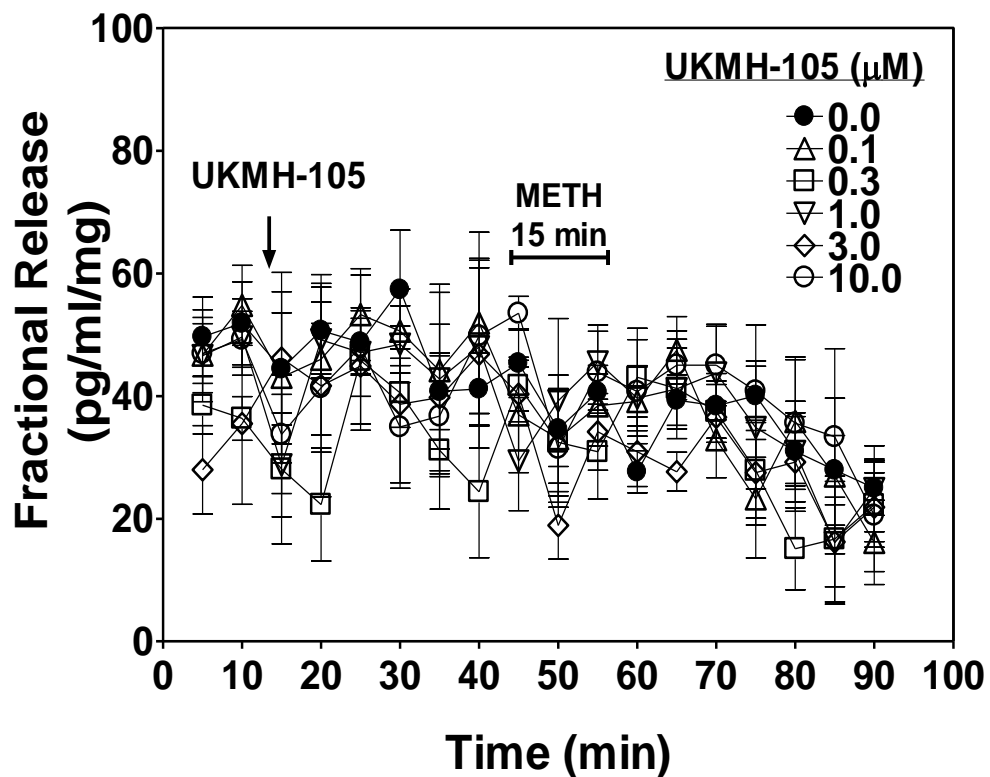 Fractional Release
(pg/ml/mg)
100
80
60
40
20
0
UKMH-105
METH
15 min
UKMH-105 (μM)
0.0
0.1
0.3
1.0
3.0
10.0
0 10 20 30 40 50 60 70 80 90 100
Time (min)